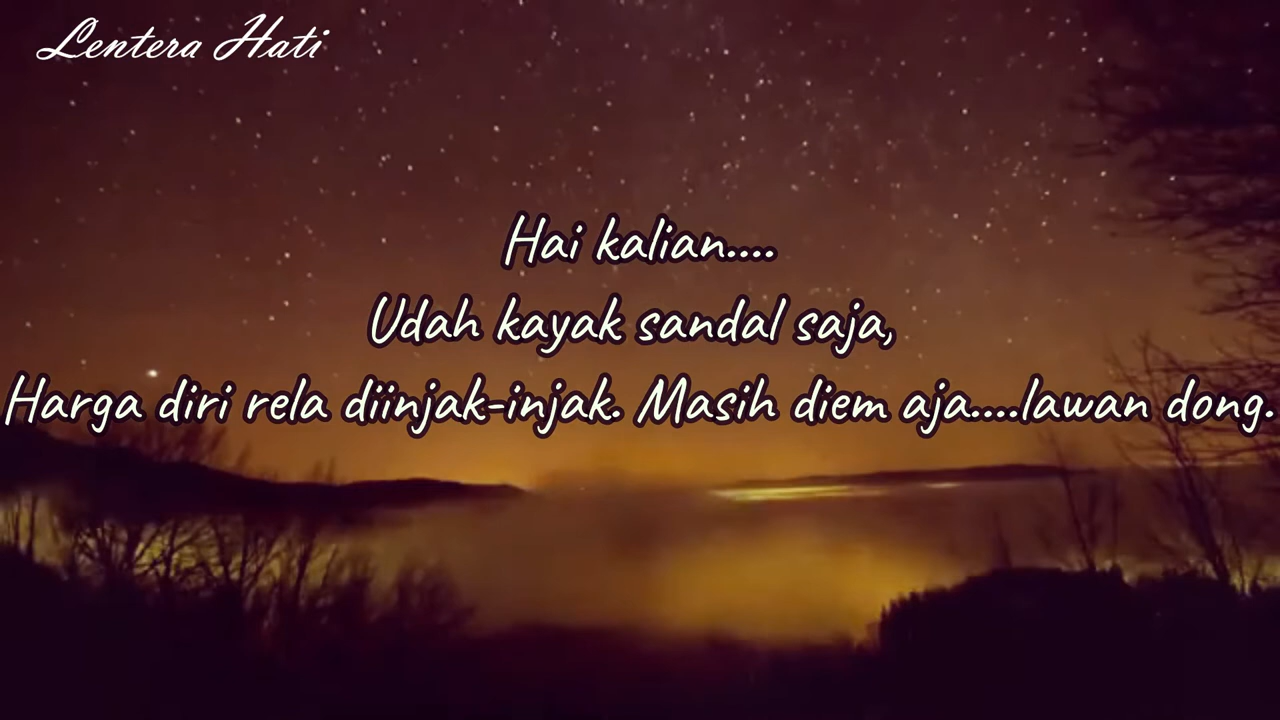 Lentera Hati
Hai kalian....
Udah kayak sandal saja,
Harga diri rela diinjak-injak. Masih diem aja....lawan dong.